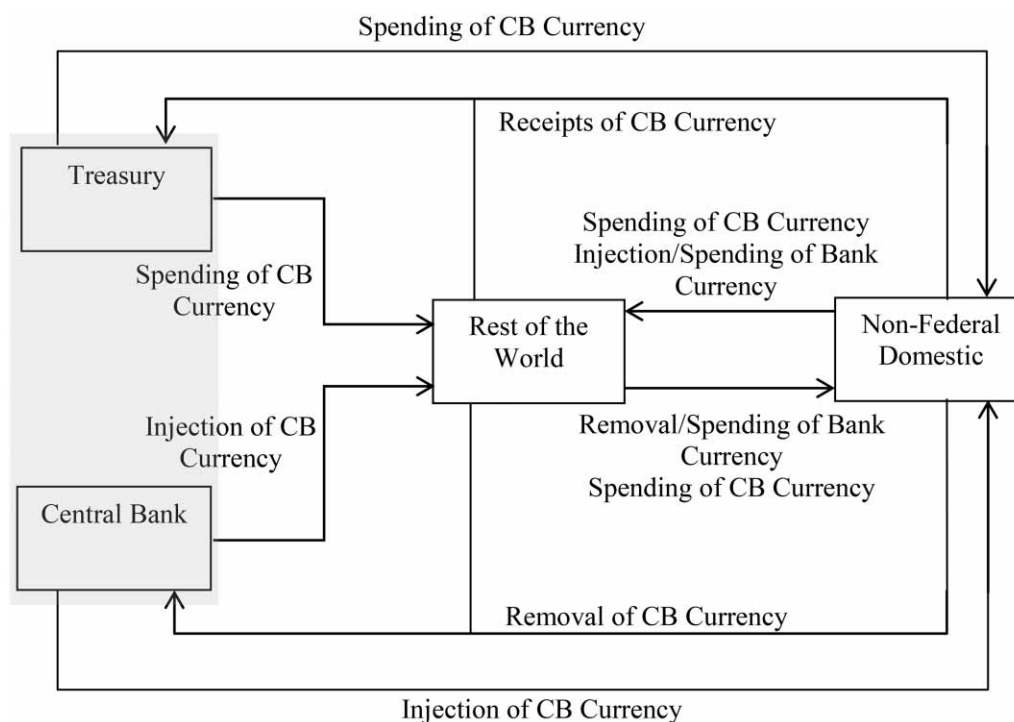 Spending of CB Currency
Receipts of CB Currency
Treasury
Spending of CB Currency
Injection/Spending of Bank
Currency
Spending of CB
Currency
Rest of the
World
Non-Federal
Domestic
Injection of CB
Currency
Removal/Spending of Bank
Currency
Spending of CB Currency
Central Bank
Removal of CB Currency
Injection of CB Currency